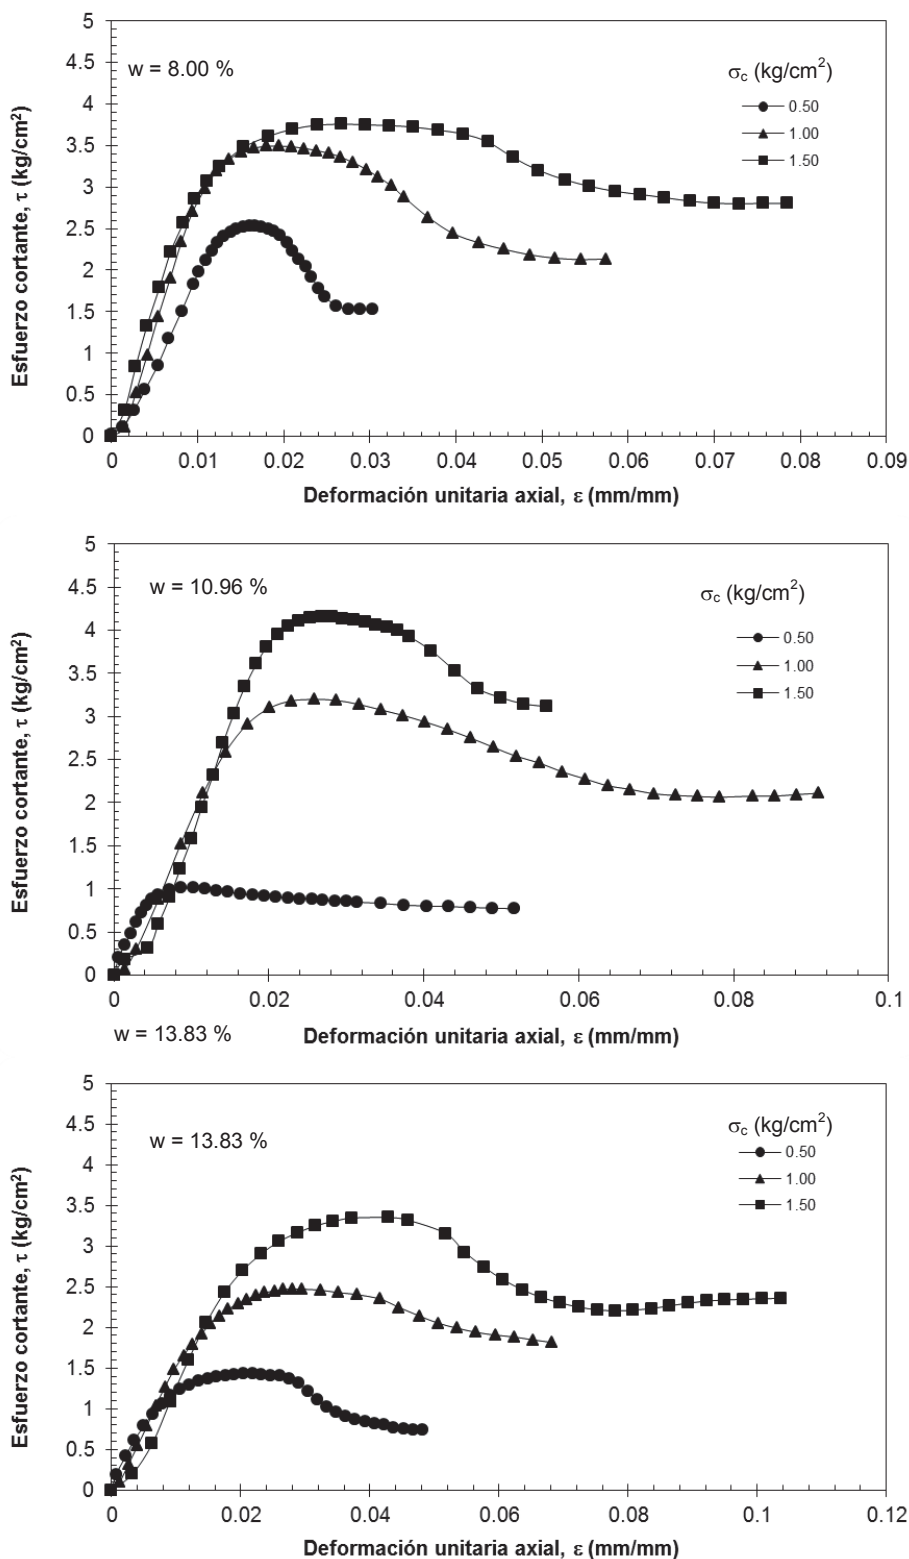 5
4.5
4
3.5
3
2.5
2
1.5
1
0.5
0
Esfuerzo cortante, τ (kg/cm²)
w = 8.00 %
σc (kg/cm²)
0.50
1.00
1.50
0 0.01 0.02 0.03 0.04 0.05 0.06 0.07 0.08 0.09
Deformación unitaria axial, ε (mm/mm)
5
4.5
4
3.5
3
2.5
2
1.5
1
0.5
0
Esfuerzo cortante, τ (kg/cm²)
w = 10.96 %
σc (kg/cm²)
0.50
1.00
1.50
0 0.02 0.04 0.06 0.08 0.1
Deformación unitaria axial, ε (mm/mm)
w = 13.83 %
5
4.5
4
3.5
3
2.5
2
1.5
1
0.5
0
Esfuerzo cortante, τ (kg/cm²)
w = 13.83 %
σc (kg/cm²)
0.50
1.00
1.50
0 0.02 0.04 0.06 0.08 0.1 0.12
Deformación unitaria axial, ε (mm/mm)